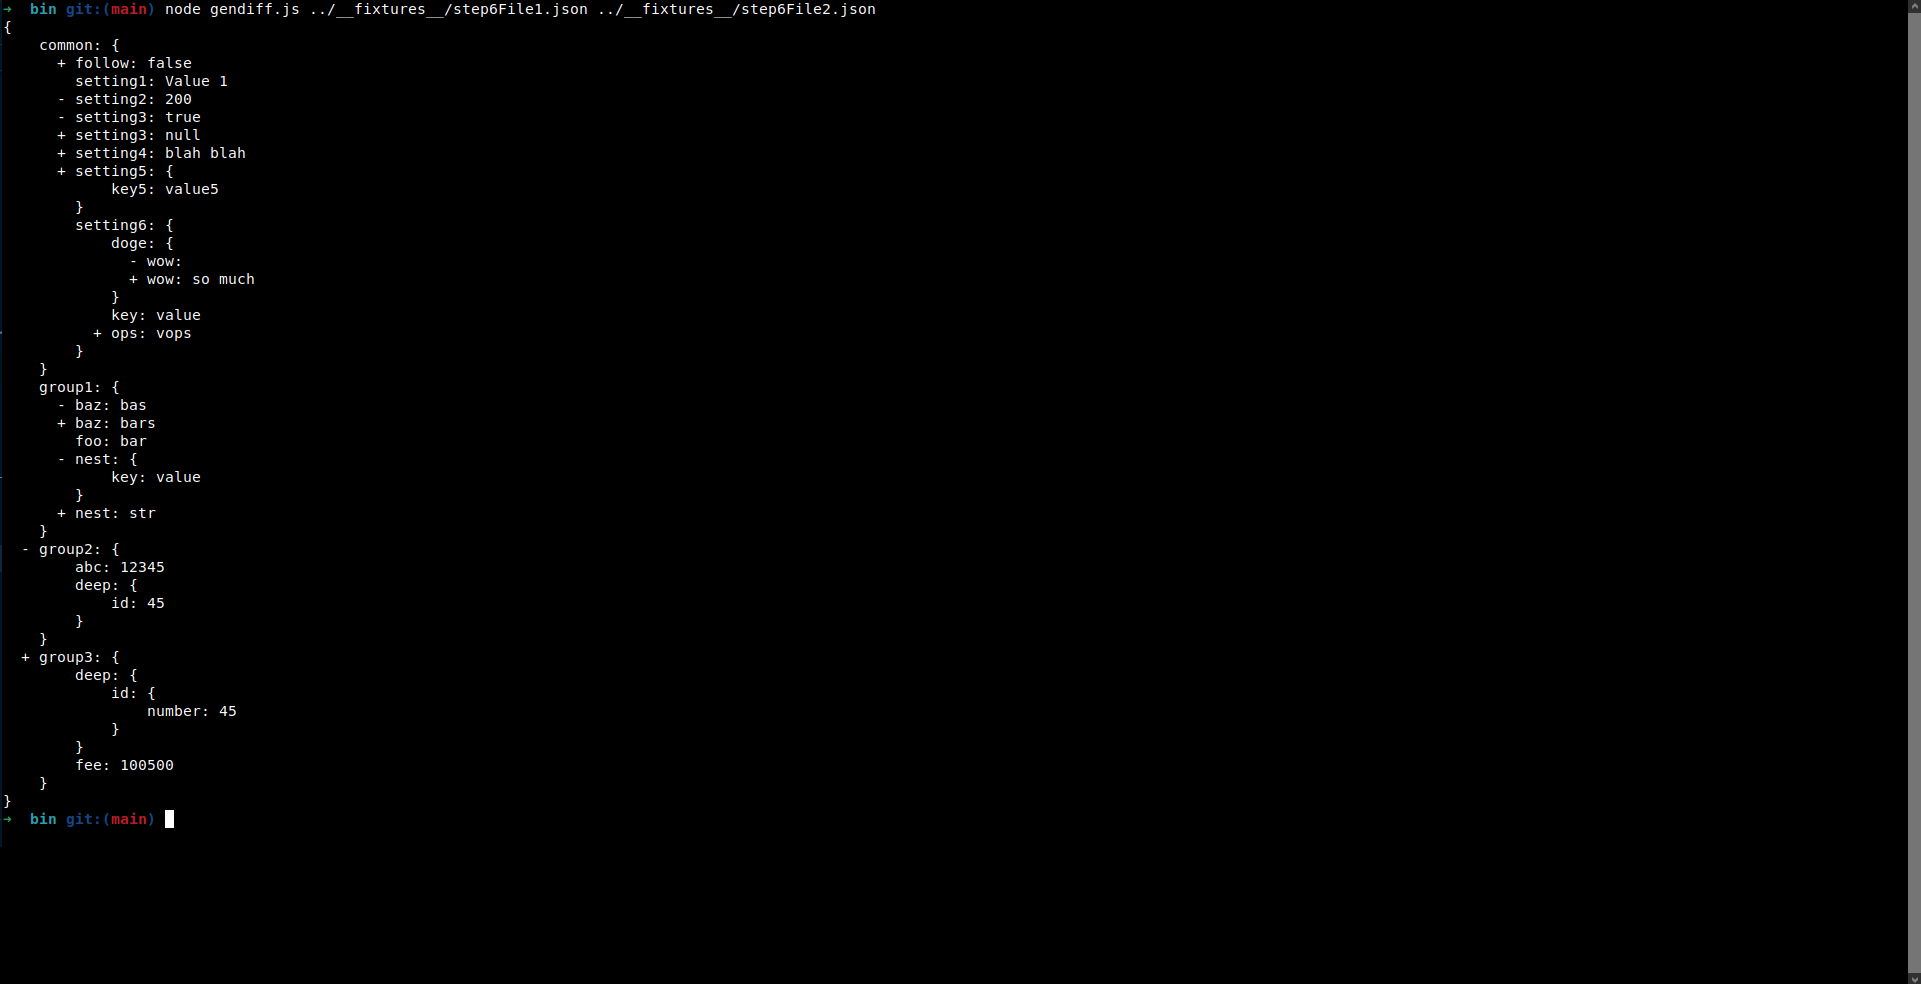 ➜  bin git:(main) node gendiff.js ../__fixtures__/step6File1.json ../__fixtures__/step6File2.json
{
    common: {
      + follow: false
        setting1: Value 1
      - setting2: 200
      - setting3: true
      + setting3: null
      + setting4: blah blah
      + setting5: {
            key5: value5
        }
        setting6: {
            doge: {
              - wow:
              + wow: so much
            }
            key: value
          + ops: vops
        }
    }
    group1: {
      - baz: bas
      + baz: bars
        foo: bar
      - nest: {
            key: value
        }
      + nest: str
    }
  - group2: {
        abc: 12345
        deep: {
            id: 45
        }
    }
  + group3: {
        deep: {
            id: {
                number: 45
            }
        }
        fee: 100500
    }
}
➜  bin git:(main)